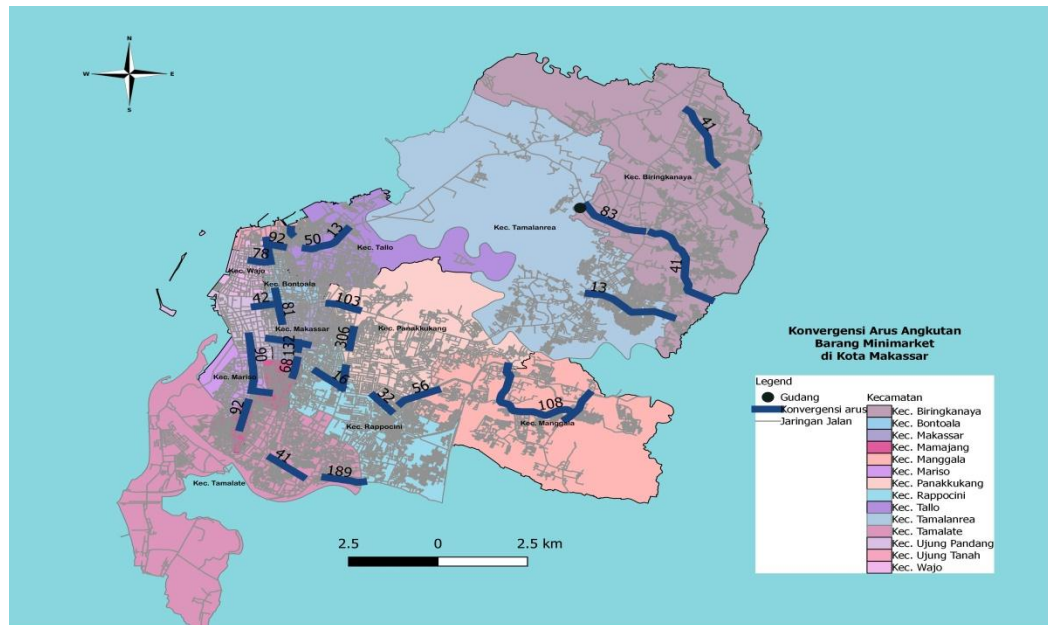 N
W
E
S
41
Kec. Biringkanaya
83
Kec. Tamalanrea
41
13
13
50
92
Kec. Tallo
78
Kec. Wajo
Kec. Bontoala
42
81
103
Kec. Makassar
Kec. Panakkukang
306
132
90
68
Kec. Mariso
16
32
56
108
Kec. Manggala
92
Kec. Rappocini
41
189
Kec. Tamalate
2.5
0
2.5 km
Konvergensi Arus Angkutan
Barang Minimarket
di Kota Makassar
Legend
Gudang
Konvergensi arus
Jaringan Jalan
Kecamatan
Kec. Biringkanaya
Kec. Bontoala
Kec. Makassar
Kec. Mamajang
Kec. Manggala
Kec. Mariso
Kec. Panakkukang
Kec. Rappocini
Kec. Tallo
Kec. Tamalanrea
Kec. Tamalate
Kec. Ujung Pandang
Kec. Ujung Tanah
Kec. Wajo